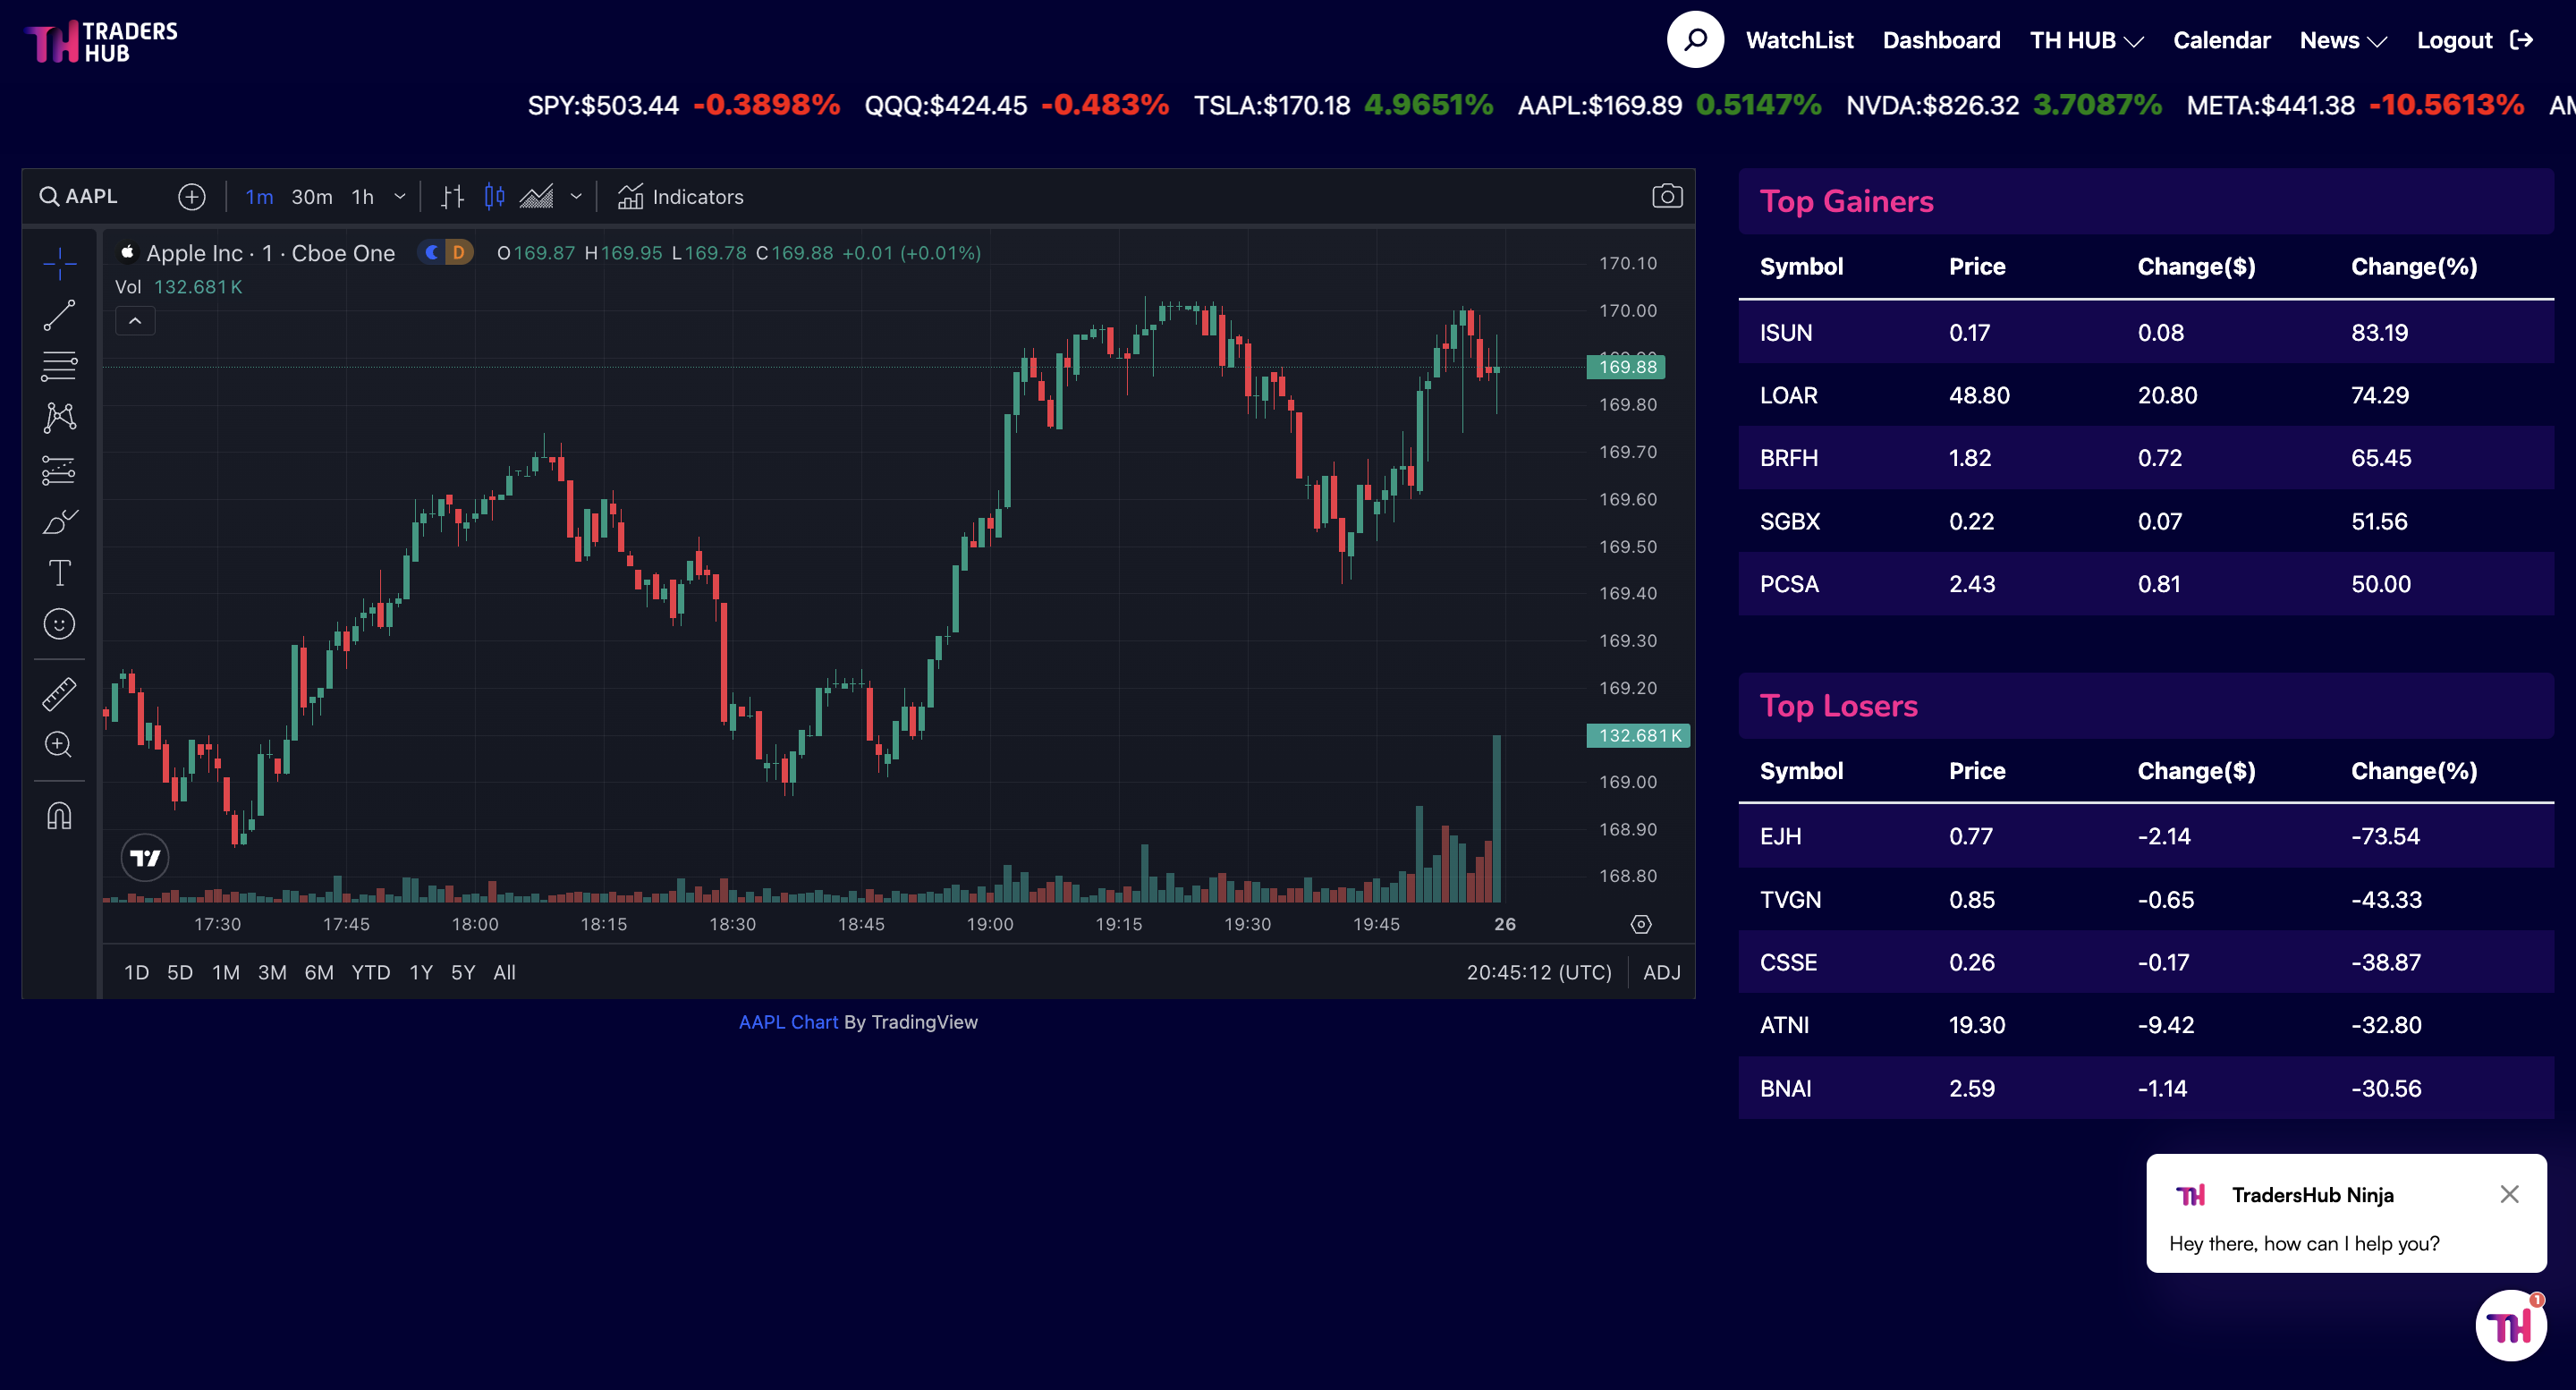 TRADERS
HUB
WatchList Dashboard TH HUB Calendar News Logout
SPY:$503.44 -0.3898% QQQ:$424.45 -0.483% TSLA:$170.18 4.9651% AAPL:$169.89 0.5147% NVDA:$826.32 3.7087% META:$441.38 -10.5613%
AAPL 1m 30m 1h Indicators
Apple Inc · 1 · Cboe One D O169.87 H169.95 L169.78 C169.88 +0.01 (+0.01%)
Vol 132.681K
170.10
170.00
169.88
169.80
169.70
169.60
169.50
169.40
169.30
169.20
132.681K
169.00
168.90
168.80
17:30 17:45 18:00 18:15 18:30 18:45 19:00 19:15 19:30 19:45 26
1D 5D 1M 3M 6M YTD 1Y 5Y All 20:45:12 (UTC) ADJ
AAPL Chart By TradingView
Top Gainers
Symbol Price Change($) Change(%)
ISUN 0.17 0.08 83.19
LOAR 48.80 20.80 74.29
BRFH 1.82 0.72 65.45
SGBX 0.22 0.07 51.56
PCSA 2.43 0.81 50.00
Top Losers
Symbol Price Change($) Change(%)
EJH 0.77 -2.14 -73.54
TVGN 0.85 -0.65 -43.33
CSSE 0.26 -0.17 -38.87
ATNI 19.30 -9.42 -32.80
BNAI 2.59 -1.14 -30.56
TH TradersHub Ninja
Hey there, how can I help you?
TH 1